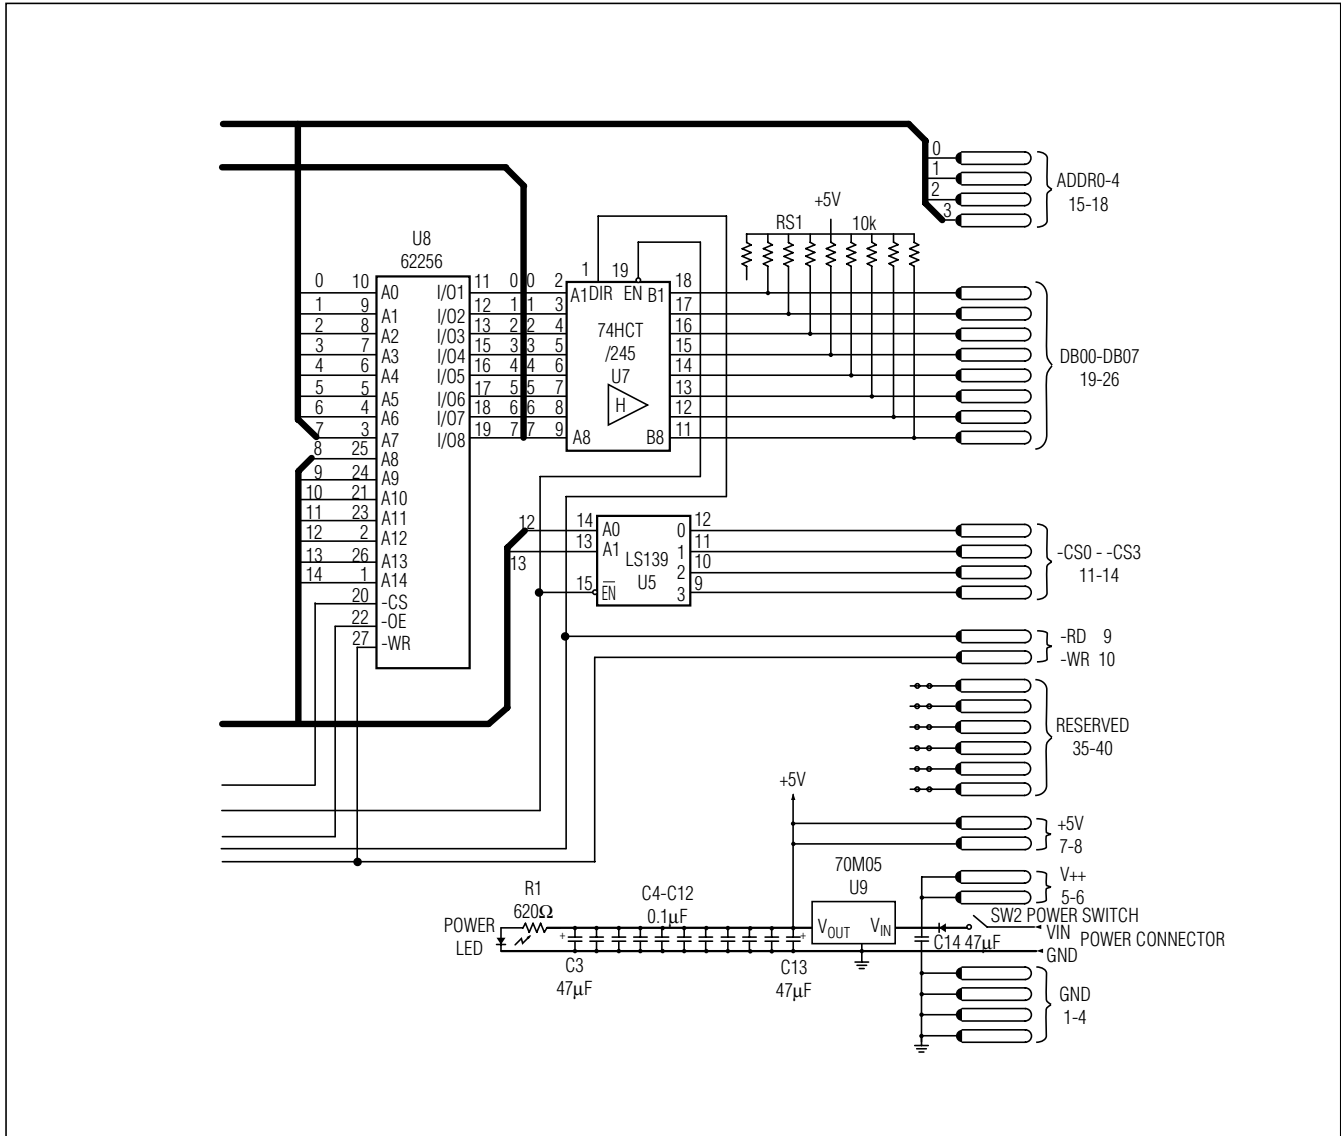 0
1
2
3
ADDR0-4
15-18
+5V
RS1 10k
U8
62256
0 10 A0 I/01 11 0
1 9 A1 I/02 12 1
2 8 A2 I/03 13 2
3 7 A3 I/04 15 3
4 6 A4 I/05 16 4
5 5 A5 I/06 17 5
6 4 A6 I/07 18 6
7 3 A7 I/08 19 7
8 25 A8
9 24 A9
10 21 A10
11 23 A11
12 2 A12
13 26 A13
14 1 A14
20 -CS
22 -OE
27 -WR
1 19
0 2 A1 DIR EN B1 18
1 3 17
2 4 74HCT 16
3 5 /245 15
4 6 U7 14
5 7 13
6 8 H 12
7 9 A8 B8 11
DB00-DB07
19-26
12 14 A0 0 12
13 13 A1 1 11
LS139 2 10
U5
15 EN 3 9
-CS0 - -CS3
11-14
-RD 9
-WR 10
RESERVED
35-40
+5V
+5V
7-8
V++
5-6
70M05
U9
VOUT VIN
R1
620Ω
C4-C12
0.1μF
POWER
LED
C3
47μF
C13
47μF
C14 47μF
SW2 POWER SWITCH
VIN
POWER CONNECTOR
GND
GND
1-4